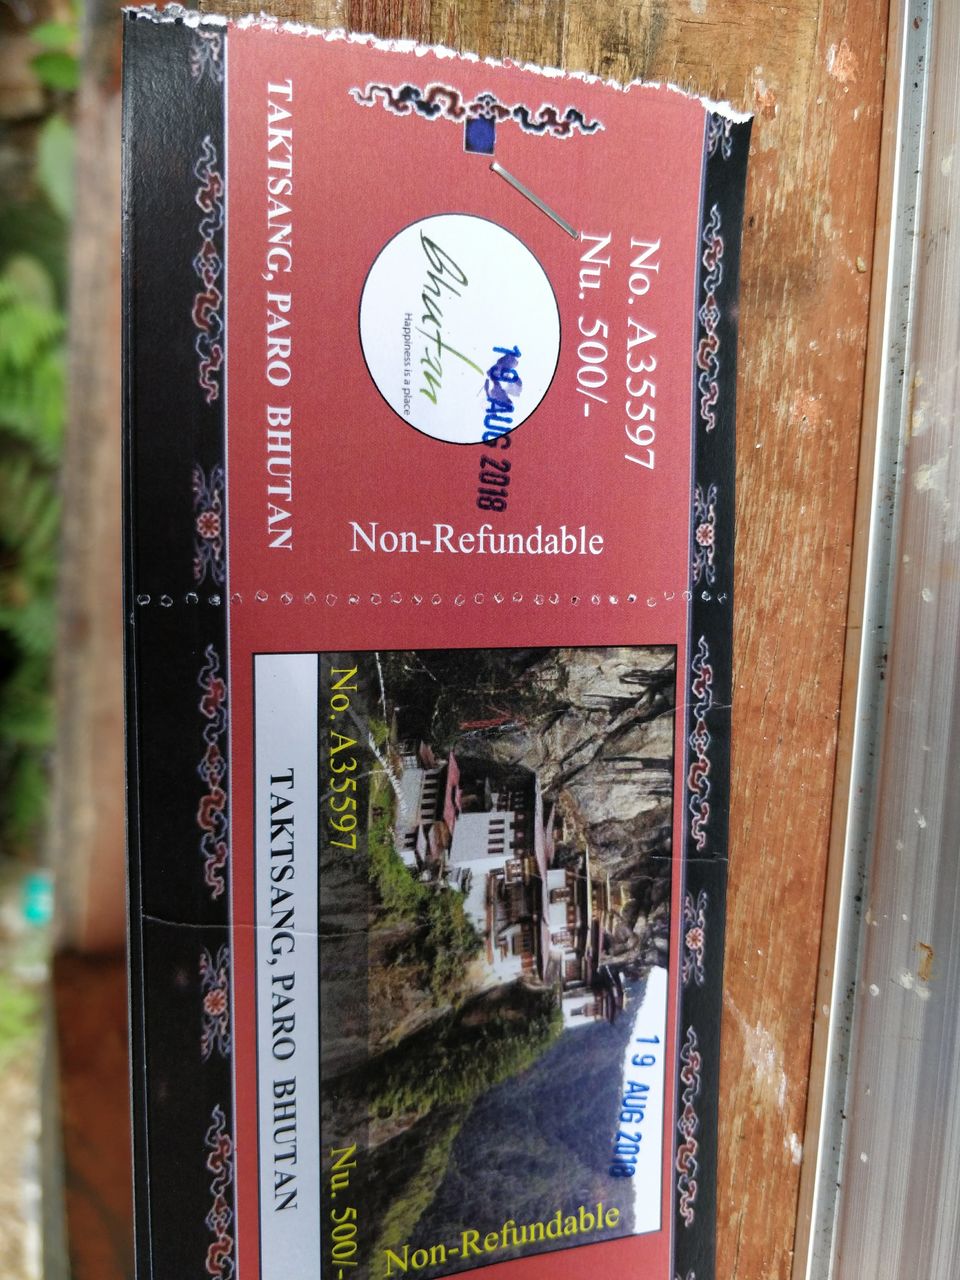 No. A35597
Nu. 500/-
Bhutan
Happiness is a place
19 AUG 2018
TAKTSANG, PARO BHUTAN
Non-Refundable
19 AUG 2018
No. A35597
Nu. 500/-
Non-Refundable
TAKTSANG, PARO BHUTAN